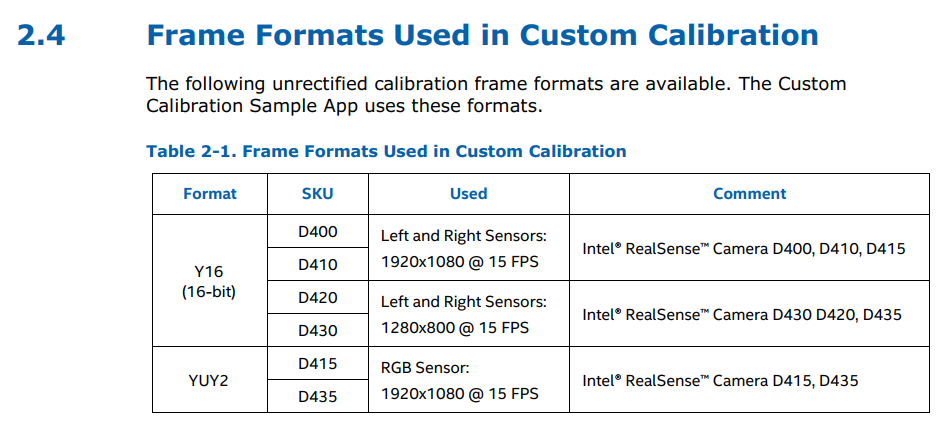 2.4 Frame Formats Used in Custom Calibration
The following unrectified calibration frame formats are available. The Custom
Calibration Sample App uses these formats.
Table 2-1. Frame Formats Used in Custom Calibration
Format SKU Used Comment
Y16
(16-bit)
D400
D410
Left and Right Sensors:
1920x1080 @ 15 FPS
Intel® RealSense™ Camera D400, D410, D415
D420
D430
Left and Right Sensors:
1280x800 @ 15 FPS
Intel® RealSense™ Camera D430 D420, D435
YUY2
D415
D435
RGB Sensor:
1920x1080 @ 15 FPS
Intel® RealSense™ Camera D415, D435